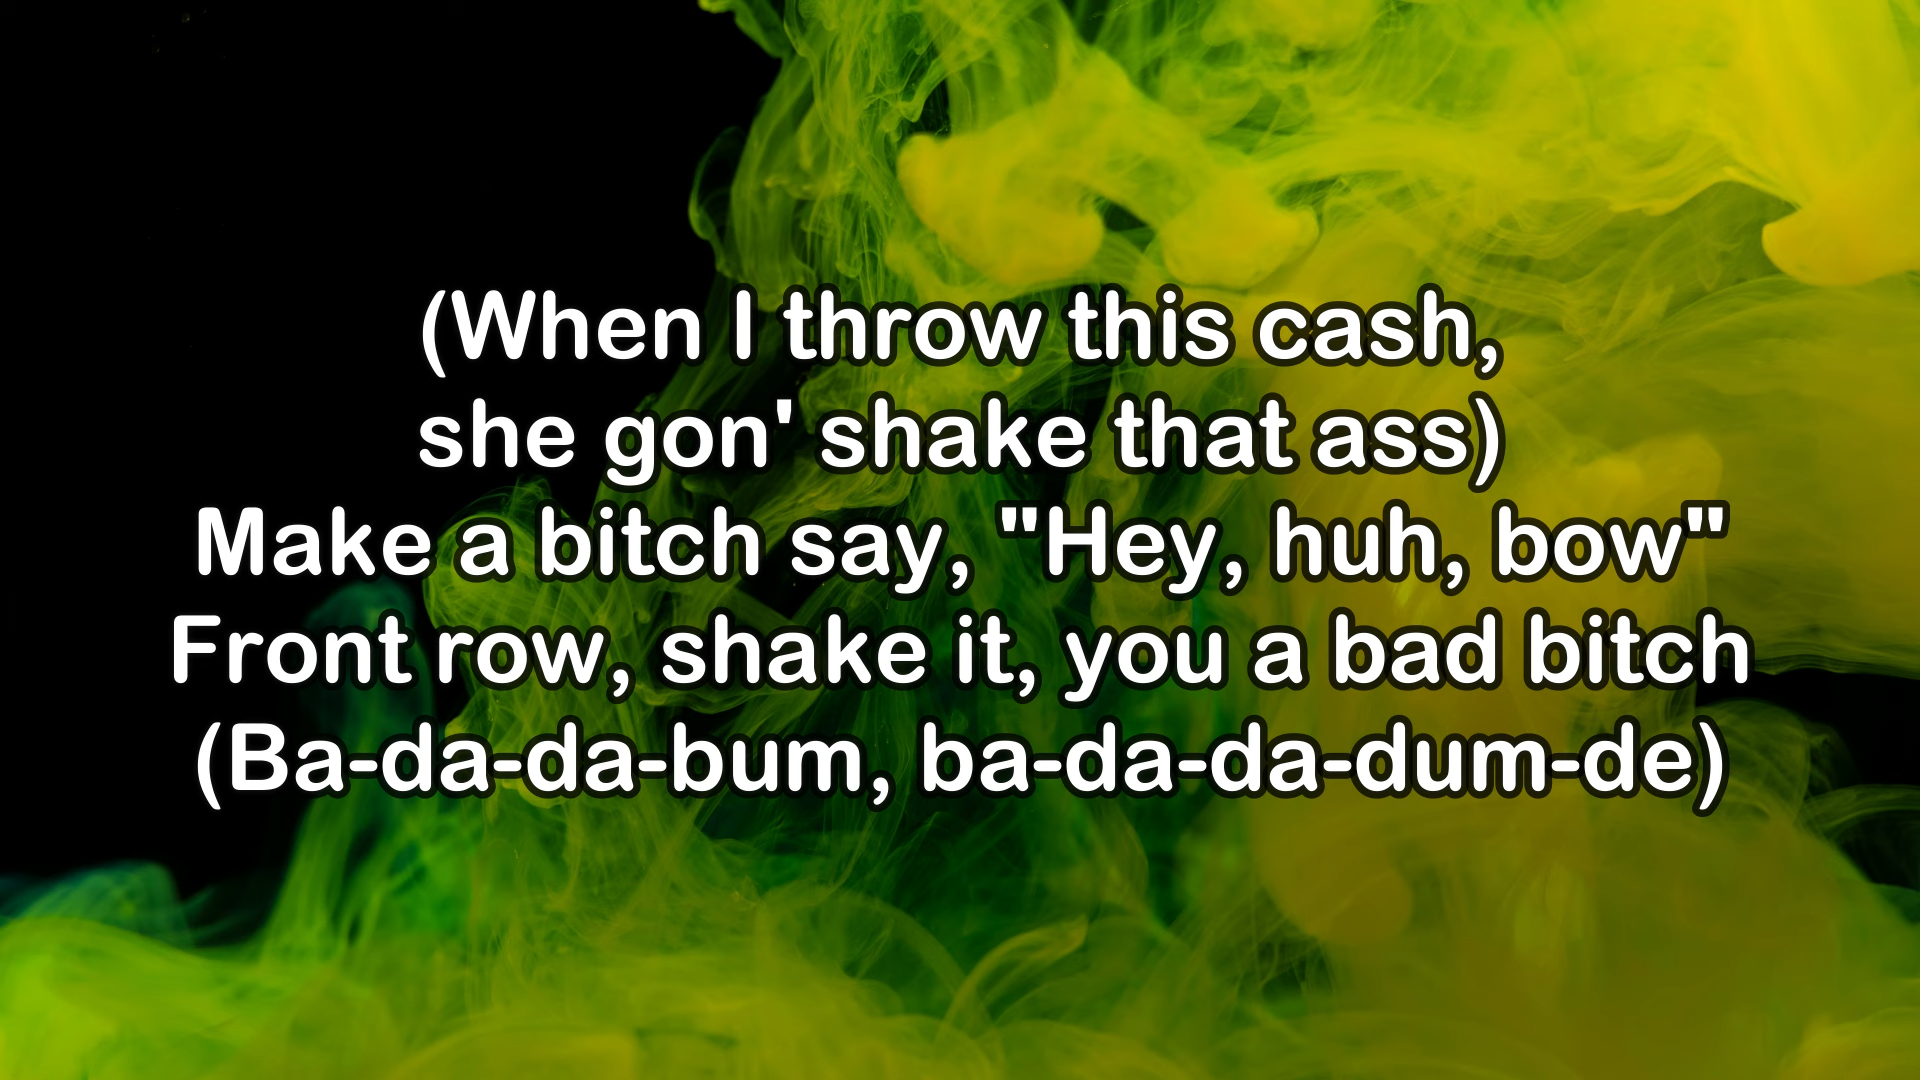 (When I throw this cash,
she gon' shake that ass)
Make a bitch say, "Hey, huh, bow"
Front row, shake it, you a bad bitch
(Ba-da-da-bum, ba-da-da-dum-de)